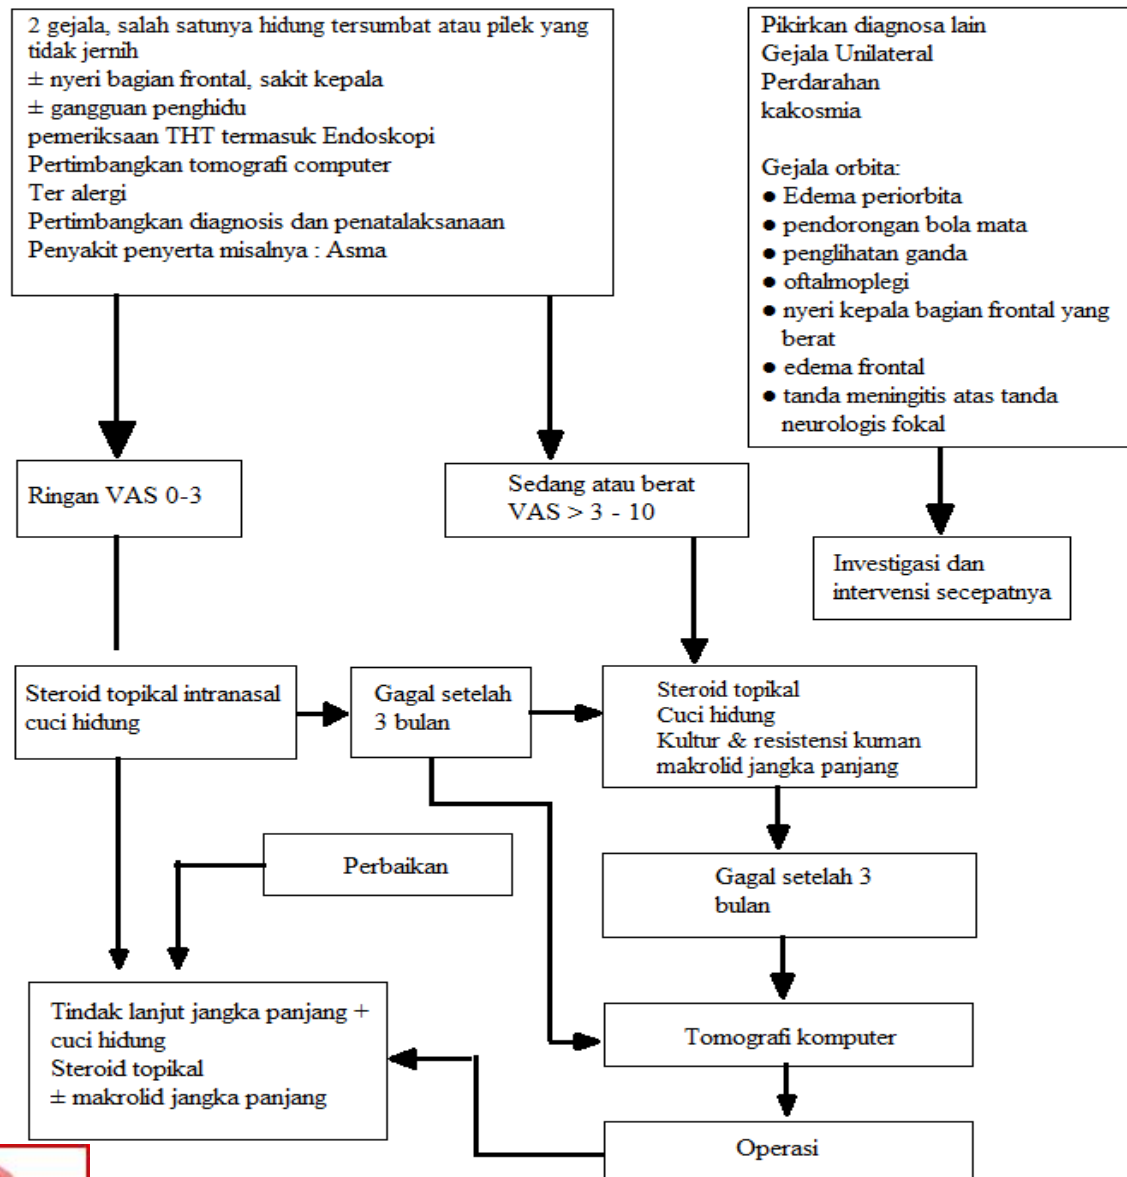 2 gejala, salah satunya hidung tersumbat atau pilek yang
tidak jernih
± nyeri bagian frontal, sakit kepala
± gangguan penghidu
pemeriksaan THT termasuk Endoskopi
Pertimbangkan tomografi computer
Ter alergi
Pertimbangkan diagnosis dan penatalaksanaan
Penyakit penyerta misalnya : Asma
Pikirkan diagnosa lain
Gejala Unilateral
Perdarahan
kakosmia
Gejala orbita:
● Edema periorbita
● pendorongan bola mata
● penglihatan ganda
● oftalmoplegi
● nyeri kepala bagian frontal yang
berat
● edema frontal
● tanda meningitis atas tanda
neurologis fokal
Ringan VAS 0-3
Sedang atau berat
VAS > 3 - 10
Investigasi dan
intervensi secepatnya
Steroid topikal intranasal
cuci hidung
Gagal setelah
3 bulan
Steroid topikal
Cuci hidung
Kultur & resistensi kuman
makrolid jangka panjang
Perbaikan
Gagal setelah 3
bulan
Tindak lanjut jangka panjang +
cuci hidung
Steroid topikal
± makrolid jangka panjang
Tomografi komputer
Operasi